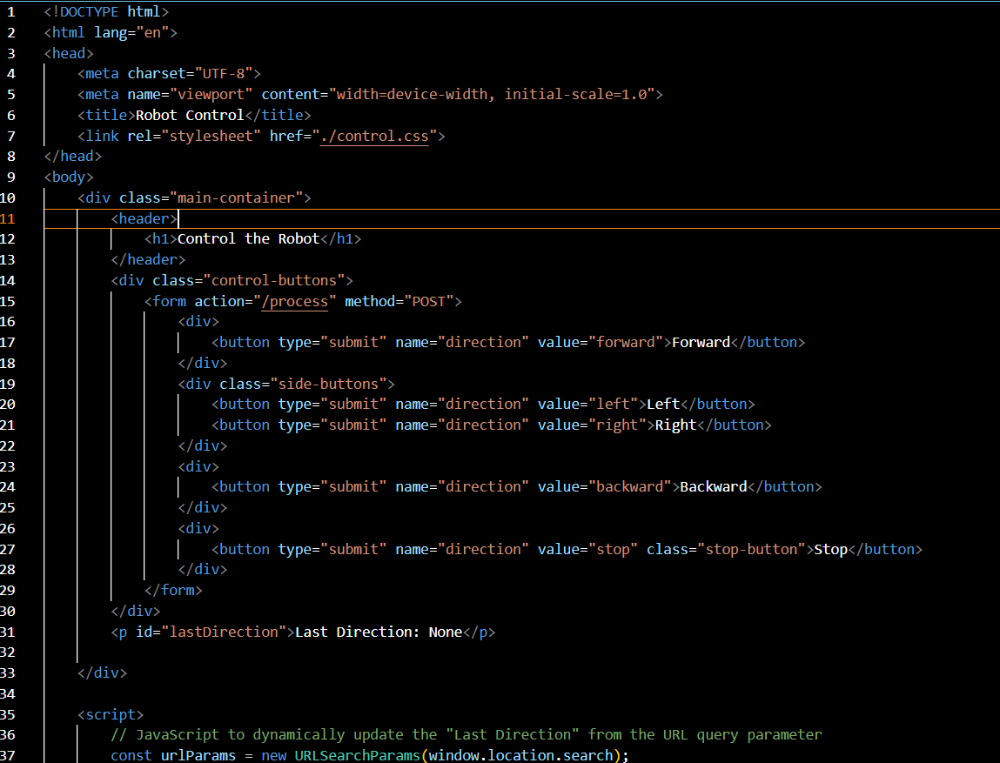 1 <!DOCTYPE html>
2 <html lang="en">
3 <head>
4     <meta charset="UTF-8">
5     <meta name="viewport" content="width=device-width, initial-scale=1.0">
6     <title>Robot Control</title>
7     <link rel="stylesheet" href="./control.css">
8 </head>
9 <body>
10     <div class="main-container">
11         <header>
12             <h1>Control the Robot</h1>
13         </header>
14         <div class="control-buttons">
15             <form action="/process" method="POST">
16                 <div>
17                     <button type="submit" name="direction" value="forward">Forward</button>
18                 </div>
19                 <div class="side-buttons">
20                     <button type="submit" name="direction" value="left">Left</button>
21                     <button type="submit" name="direction" value="right">Right</button>
22                 </div>
23                 <div>
24                     <button type="submit" name="direction" value="backward">Backward</button>
25                 </div>
26                 <div>
27                     <button type="submit" name="direction" value="stop" class="stop-button">Stop</button>
28                 </div>
29             </form>
30         </div>
31         <p id="lastDirection">Last Direction: None</p>
32
33     </div>
34
35     <script>
36         // JavaScript to dynamically update the "Last Direction" from the URL query parameter
37         const urlParams = new URLSearchParams(window.location.search);